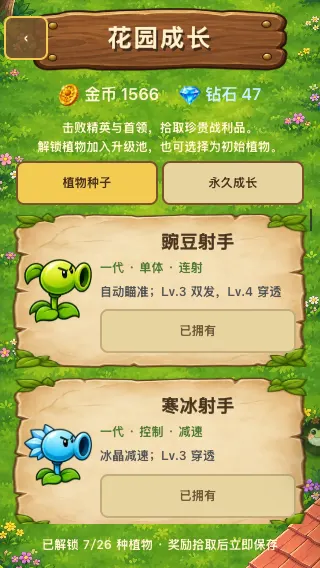 花园成长
金币 1566 钻石 47
击败精英与首领，拾取珍贵战利品。
解锁植物加入升级池，也可选择为初始植物。
植物种子 永久成长
豌豆射手
一代 · 单体 · 连射
自动瞄准；Lv.3 双发，Lv.4 穿透
已拥有
寒冰射手
一代 · 控制 · 减速
冰晶减速；Lv.3 穿透
已拥有
已解锁 7/26 种植物 · 奖励拾取后立即保存